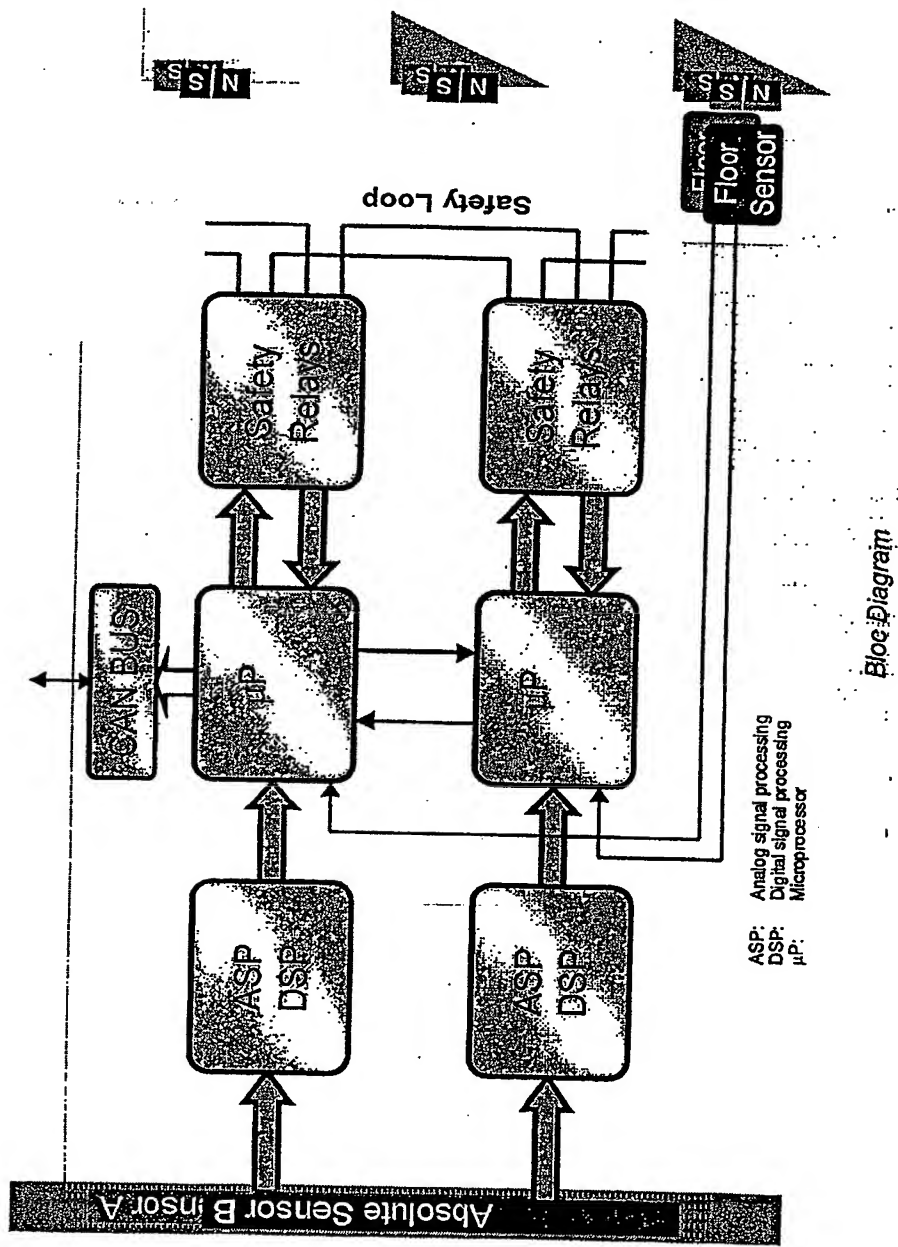 Absolute Sensor B
nsor A
ASP
DSP
ASP
DSP
CAN BUS
µP
µP
Safety
Relays
Safety
Relays
Safety Loop
N S
S
N S
S
N S
S
Floor
Floor
Sensor
ASP: Analog signal processing
DSP: Digital signal processing
µP: Microprocessor
Bloc Diagram